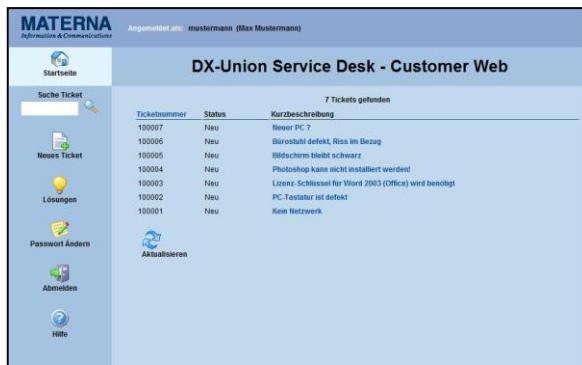 MATERNA
Information & Communications
Angemeldet als: mustermann (Max Mustermann)
Startseite
DX-Union Service Desk - Customer Web
Suche Ticket
7 Tickets gefunden
Ticketnummer Status Kurzbeschreibung
100007 Neu Neuer PC ?
100006 Neu Bürostuhl defekt, Riss im Bezug
100005 Neu Bildschirm bleibt schwarz
100004 Neu Photoshop kann nicht installiert werden!
100003 Neu Lizenz-Schlüssel für Word 2003 (Office) wird benötigt
100002 Neu PC-Tastatur ist defekt
100001 Neu Kein Netzwerk
Neues Ticket
Lösungen
Passwort Ändern
Aktualisieren
Abmelden
Hilfe